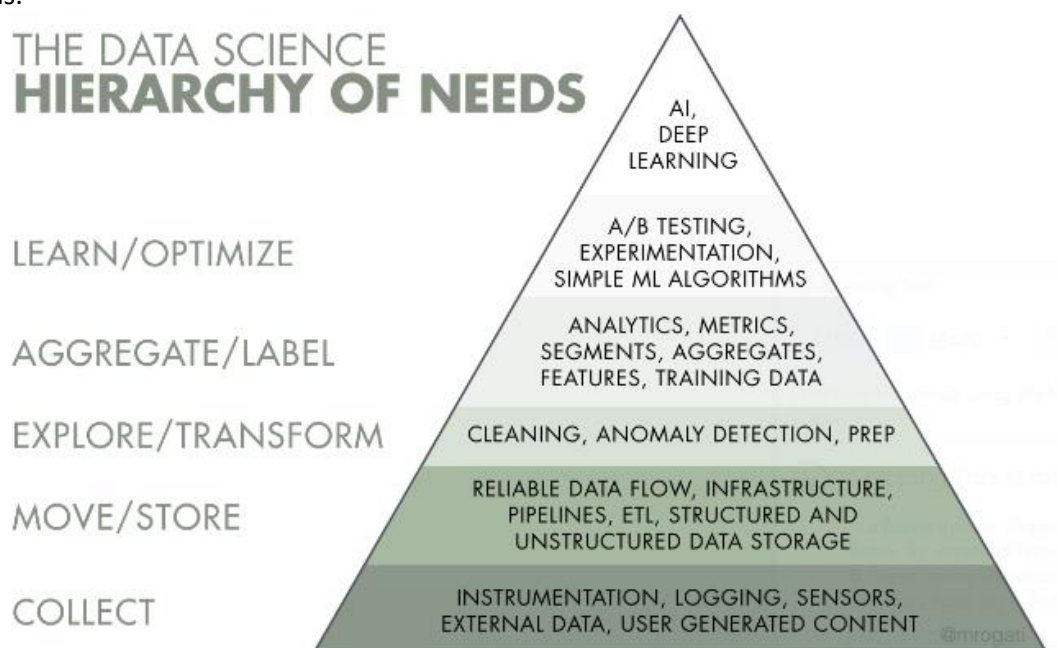 THE DATA SCIENCE
HIERARCHY OF NEEDS
AI,
DEEP
LEARNING
LEARN/OPTIMIZE
A/B TESTING,
EXPERIMENTATION,
SIMPLE ML ALGORITHMS
AGGREGATE/LABEL
ANALYTICS, METRICS,
SEGMENTS, AGGREGATES,
FEATURES, TRAINING DATA
EXPLORE/TRANSFORM
CLEANING, ANOMALY DETECTION, PREP
MOVE/STORE
RELIABLE DATA FLOW, INFRASTRUCTURE,
PIPELINES, ETL, STRUCTURED AND
UNSTRUCTURED DATA STORAGE
COLLECT
INSTRUMENTATION, LOGGING, SENSORS,
EXTERNAL DATA, USER GENERATED CONTENT
@mrogati